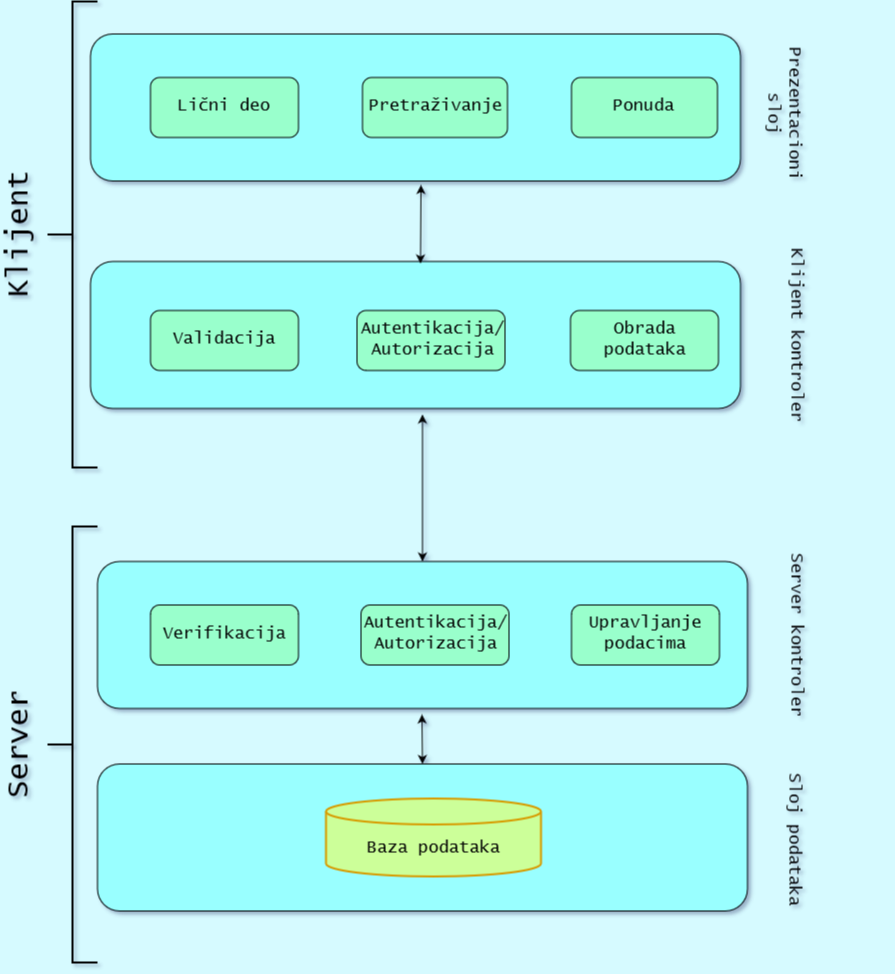 Klijent
Lični deo
Pretraživanje
Ponuda
Prezentacioni
sloj
Validacija
Autentikacija/
Autorizacija
Obrada
podataka
Klijent kontroler
Server
Verifikacija
Autentikacija/
Autorizacija
Upravljanje
podacima
Server kontroler
Baza podataka
Sloj podataka